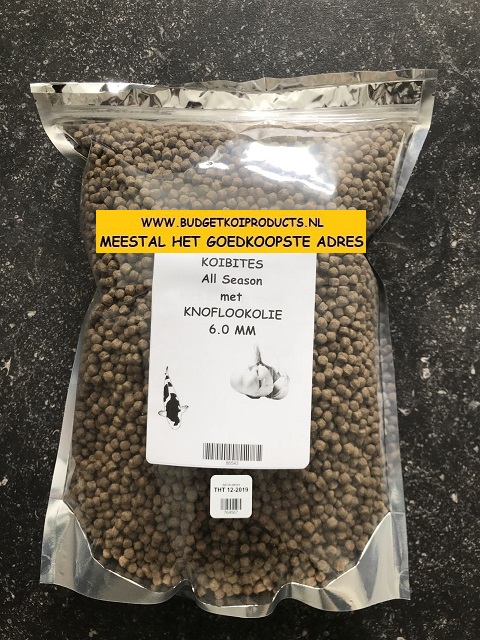 WWW.BUDGETKOIPRODUCTS.NL
MEESTAL HET GOEDKOOPSTE ADRES
KOIBITES
All Season
met
KNOFLOOKOLIE
6.0 MM
THT 12-2019